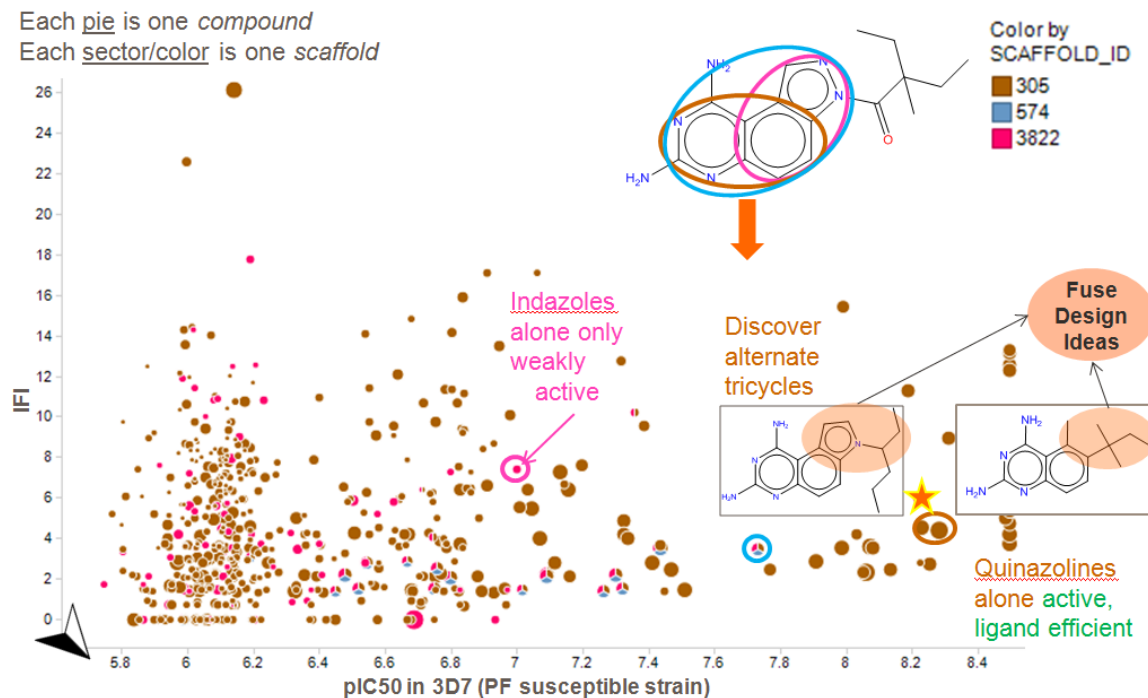 Each pie is one compound
Each sector/color is one scaffold
Color by
SCAFFOLD_ID
305
574
3822
NH₂
N
N
H₂N
N
N
O
26
24
22
20
18
16
14
12
10
8
6
4
2
0
IFI
Indazoles
alone only
weakly
active
Discover
alternate
tricycles
Fuse
Design
Ideas
NH₂
N
N
NH₂
N
NH₂
N
N
NH₂
Quinazolines
alone active,
ligand efficient
5.8
6
6.2
6.4
6.6
6.8
7
7.2
7.4
7.6
7.8
8
8.2
8.4
pIC50 in 3D7 (PF susceptible strain)